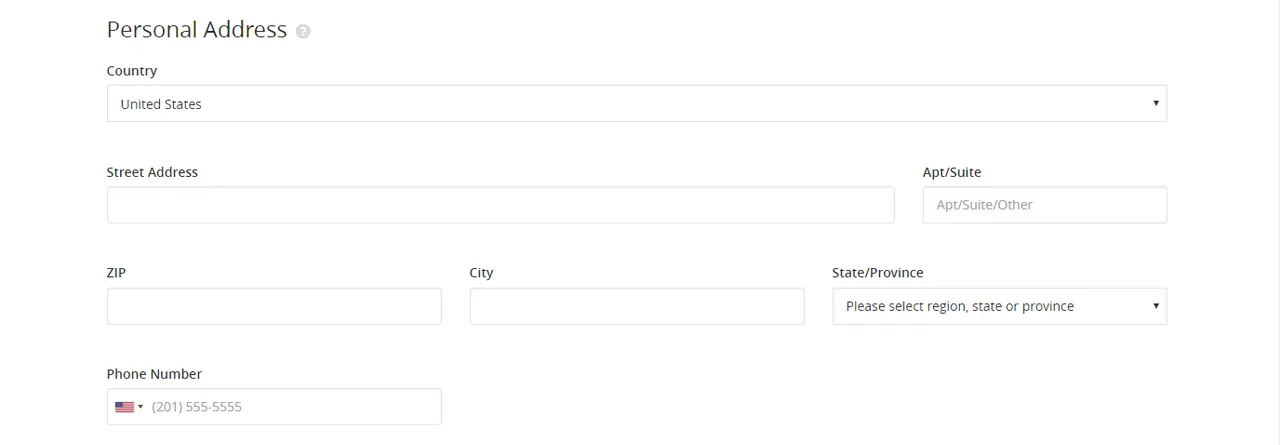 Personal Address ?
Country
United States
Street Address Apt/Suite
Apt/Suite/Other
ZIP City State/Province
Please select region, state or province
Phone Number
(201) 555-5555